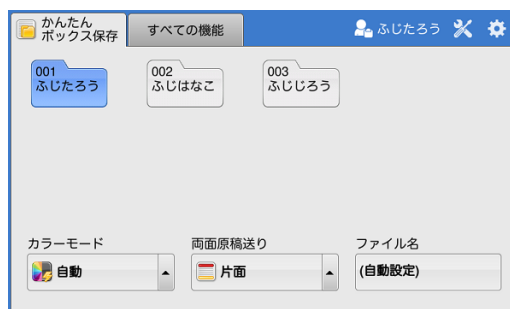 かんたん
ボックス保存
すべての機能
ふじたろう
001
ふじたろう
002
ふじはなこ
003
ふじじろう
カラーモード
両面原稿送り
ファイル名
自動
片面
(自動設定)